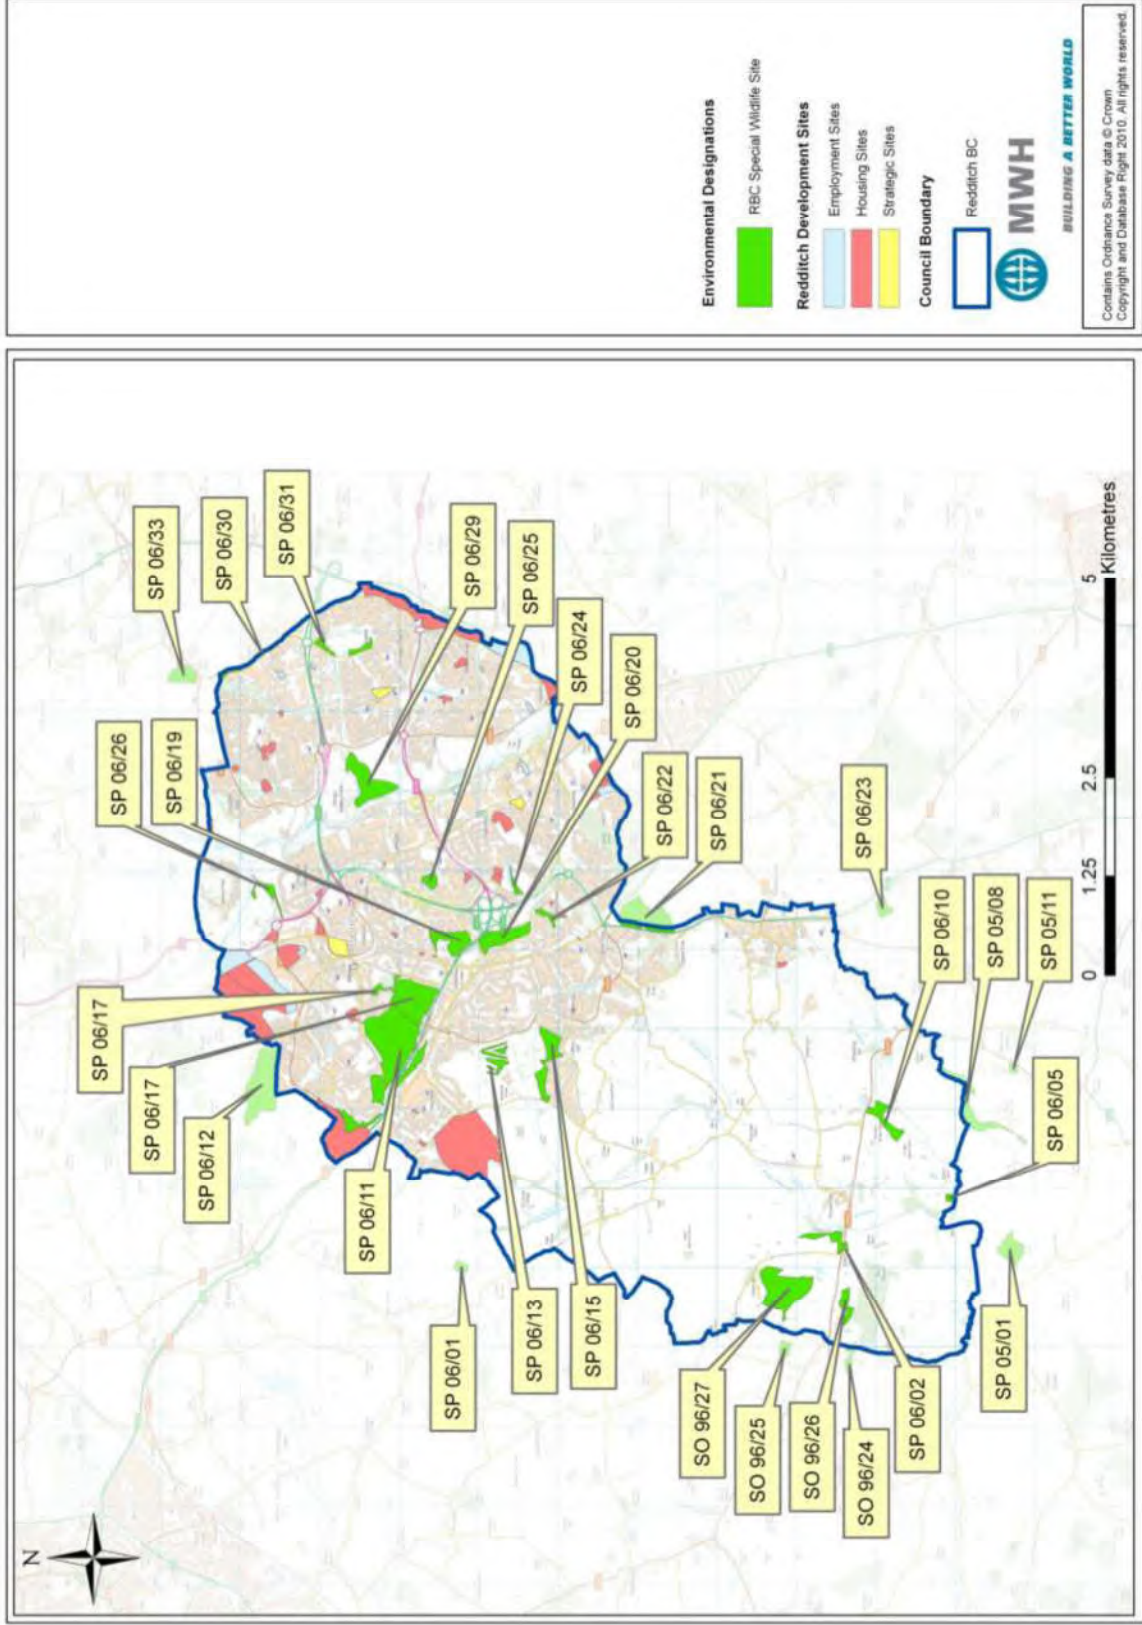 N
SP 06/33
SP 06/30
SP 06/31
SP 06/26
SP 06/19
SP 06/29
SP 06/25
SP 06/24
SP 06/20
SP 06/22
SP 06/21
SP 06/23
SP 06/17
SP 06/17
SP 06/12
SP 06/11
SP 06/01
SP 06/13
SP 06/15
SP 06/10
SP 05/08
SP 05/11
SP 06/05
SP 05/01
SO 96/27
SO 96/25
SO 96/26
SO 96/24
SP 06/02
0 1.25 2.5 5
Kilometres
Environmental Designations
RBC Special Wildlife Site
Redditch Development Sites
Employment Sites
Housing Sites
Strategic Sites
Council Boundary
Redditch BC
MWH
BUILDING A BETTER WORLD
Contains Ordnance Survey data © Crown
Copyright and Database Right 2010. All rights reserved.